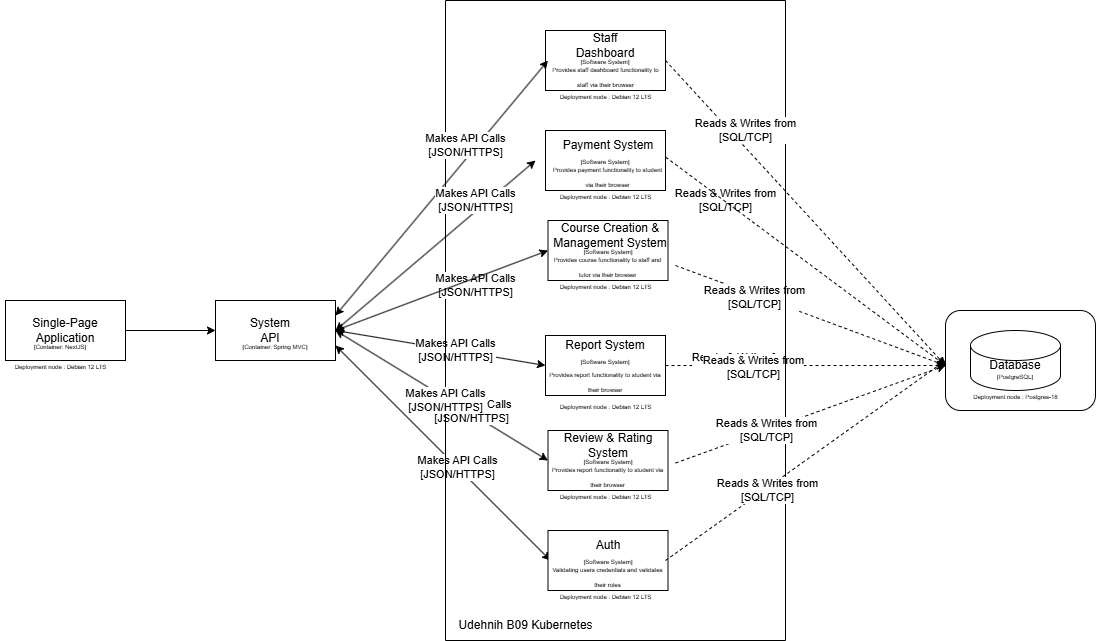 Staff
Dashboard
[Software System]
Provides staff dashboard functionality to
staff via their browser
Deployment node : Debian 12 LTS
Makes API Calls
[JSON/HTTPS]
Reads & Writes from
[SQL/TCP]
Payment System
[Software System]
Provides payment functionality to student
via their browser
Deployment node : Debian 12 LTS
Makes API Calls
[JSON/HTTPS]
Reads & Writes from
[SQL/TCP]
Course Creation &
Management System
[Software System]
Provides course functionality to staff and
tutor via their browser
Deployment node : Debian 12 LTS
Makes API Calls
[JSON/HTTPS]
Reads & Writes from
[SQL/TCP]
Single-Page
Application
[Container: NextJS]
Deployment node : Debian 12 LTS
System
API
[Container: Spring MVC]
Makes API Calls
[JSON/HTTPS]
Report System
[Software System]
Provides report functionality to student via
their browser
Deployment node : Debian 12 LTS
Reads & Writes from
[SQL/TCP]
Database
[PostgreSQL]
Deployment node : Postgres-18
Makes API Calls
[JSON/HTTPS]
Calls
[JSON/HTTPS]
Review & Rating
System
[Software System]
Provides report functionality to student via
their browser
Deployment node : Debian 12 LTS
Reads & Writes from
[SQL/TCP]
Makes API Calls
[JSON/HTTPS]
Reads & Writes from
[SQL/TCP]
Auth
[Software System]
Validating users credentials and validates
their roles
Deployment node : Debian 12 LTS
Udehnih B09 Kubernetes